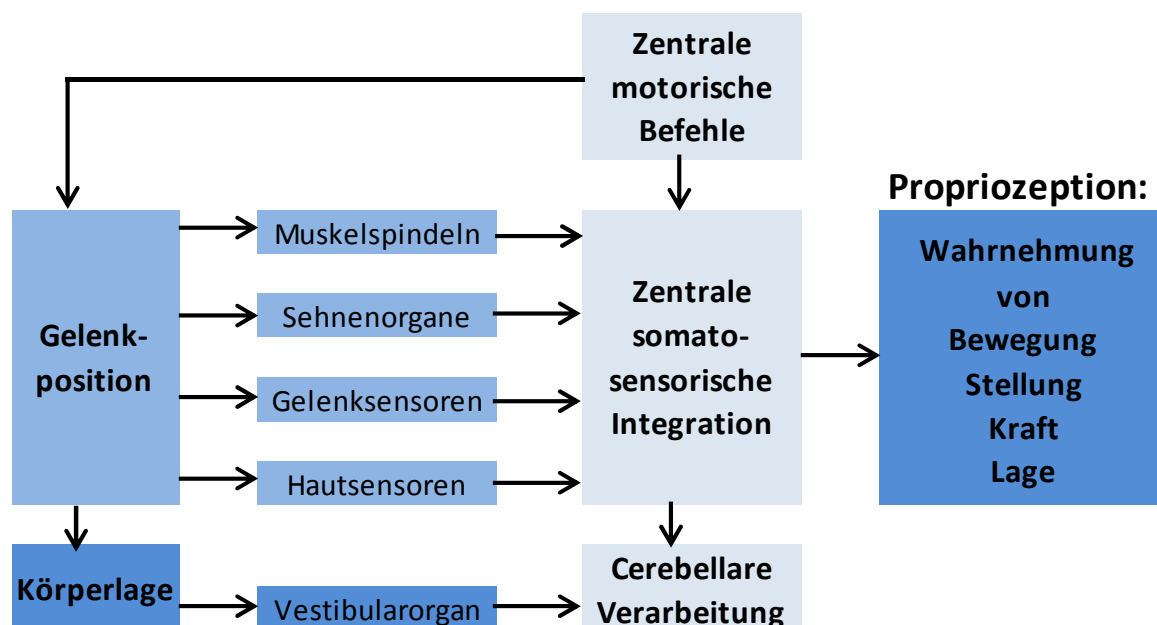 Zentrale
motorische
Befehle
Propriozeption:
Gelenk-
position
Muskelspindeln
Sehnenorgane
Gelenksensoren
Hautsensoren
Zentrale
somato-
sensorische
Integration
Wahrnehmung
von
Bewegung
Stellung
Kraft
Lage
Körperlage
Vestibularorgan
Cerebellare
Verarbeitung